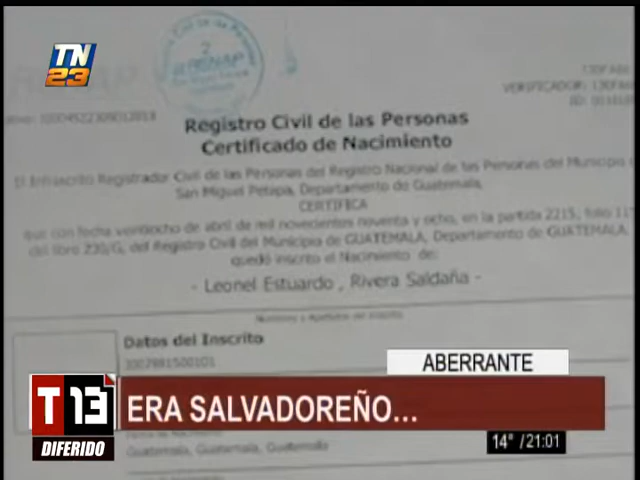 TN
23
2
RENAP
Registro Civil de las Personas
Certificado de Nacimiento
El Infrascrito Registrador Civil de las Personas del Registro Nacional de las Personas del Municipio
San Miguel Petapa, Departamento de Guatemala,
CERTIFICA
que con fecha veintiocho de abril de mil novecientos noventa y ocho, en la partida 2215, folio
del libro 230/G, del Registro Civil del Municipio de GUATEMALA, Departamento de GUATEMALA,
quedó inscrito el Nacimiento de:
- Leonel Estuardo , Rivera Saldaña -
Datos del Inscrito
ABERRANTE
T13
ERA SALVADOREÑO...
DIFERIDO
14° /21:01
Guatemala, Guatemala, Guatemala